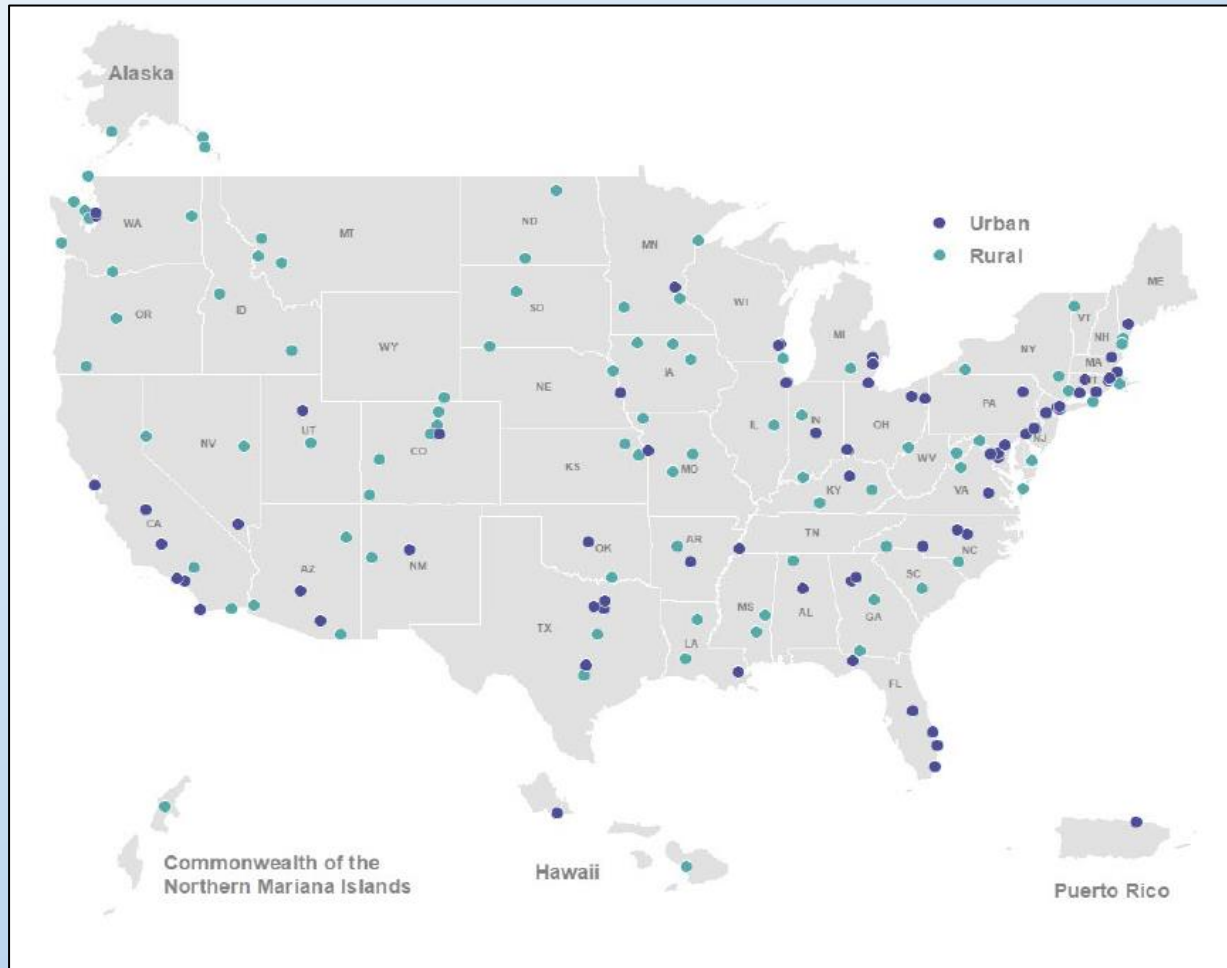 Alaska
WA
MT
ND
MN
Urban
Rural
ME
OR
ID
SD
WI
MI
VT
NH
NY
MA
WY
IA
NE
PA
NV
UT
CO
IL
IN
OH
NJ
KS
MO
WV
KY
VA
CA
TN
NC
OK
AR
AZ
NM
SC
MS
AL
GA
TX
LA
FL
Commonwealth of the
Northern Mariana Islands
Hawaii
Puerto Rico